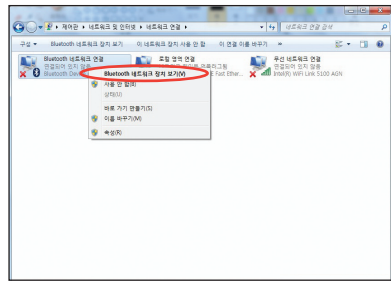 제어판 ▸ 네트워크 및 인터넷 ▸ 네트워크 연결 ▸
네트워크 연결 검색
구성 Bluetooth 네트워크 장치 보기 이 네트워크 장치 사용 안 함 이 연결 이름 바꾸기 »
Bluetooth 네트워크 연결
연결되어 있지 않음
Bluetooth Dev
로컬 영역 연결
E Fast Ether...
무선 네트워크 연결
연결되어 있지 않음
Intel(R) WiFi Link 5100 AGN
Bluetooth 네트워크 장치 보기(V)
사용 안 함(B)
상태(U)
바로 가기 만들기(S)
이름 바꾸기(M)
속성(R)